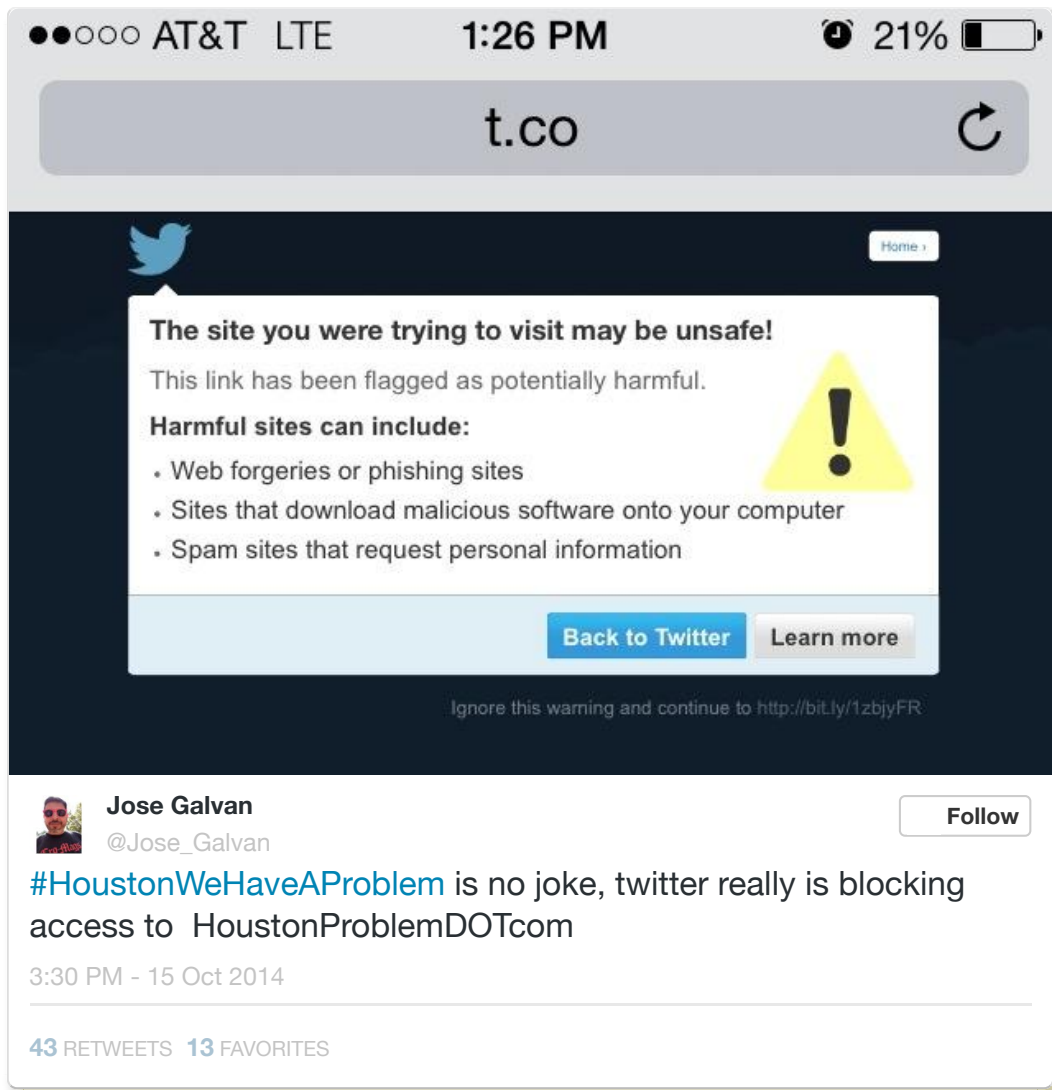 AT&T LTE 1:26 PM 21%
t.co
Home ›
The site you were trying to visit may be unsafe!
This link has been flagged as potentially harmful.
Harmful sites can include:
• Web forgeries or phishing sites
• Sites that download malicious software onto your computer
• Spam sites that request personal information
Back to Twitter Learn more
Ignore this warning and continue to http://bit.ly/1zbjyFR
Jose Galvan
Follow
@Jose_Galvan
#HoustonWeHaveAProblem is no joke, twitter really is blocking
access to HoustonProblemDOTcom
3:30 PM - 15 Oct 2014
43 RETWEETS 13 FAVORITES